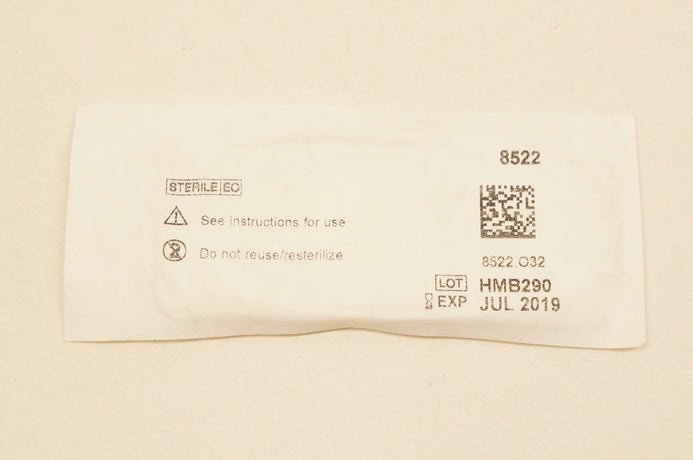 8522
STERILE EO
See instructions for use
Do not reuse/resterilize
8522.O32
LOT HMB290
EXP JUL 2019